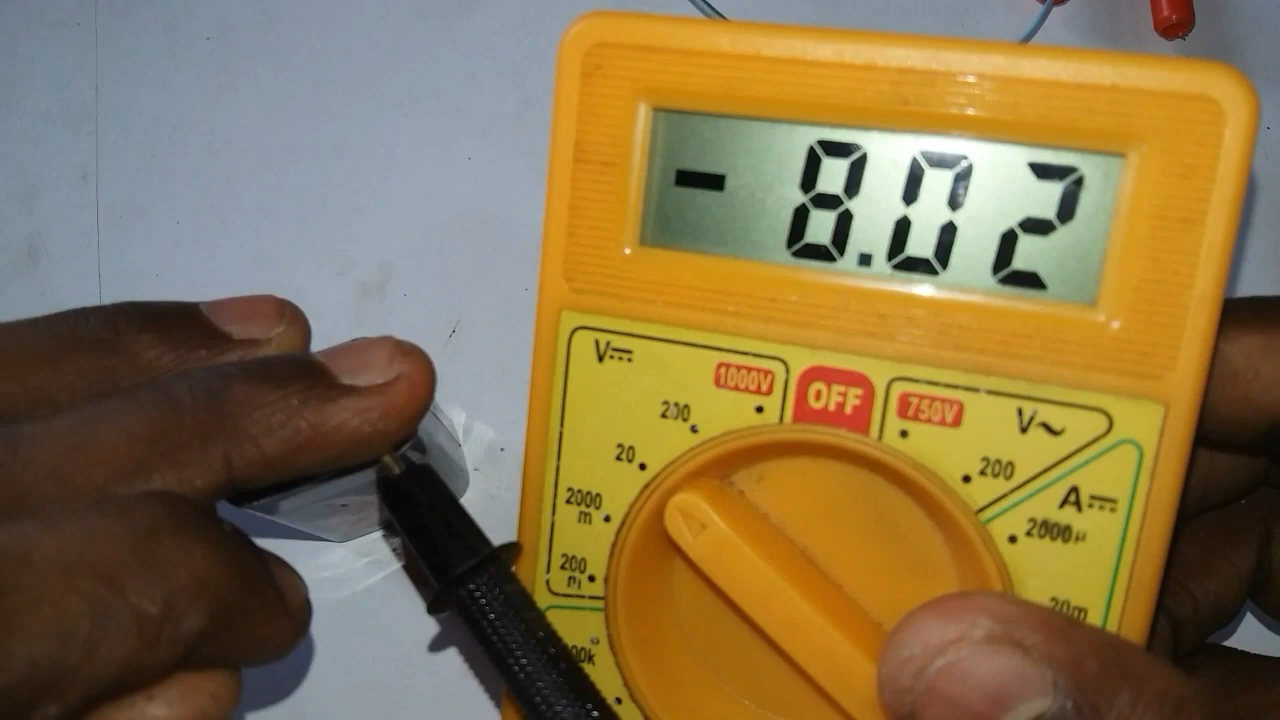 - 8.02
V⎓
1000V
OFF
750V
V~
200
20
2000
m
200
m
200
A⎓
2000µ
20m